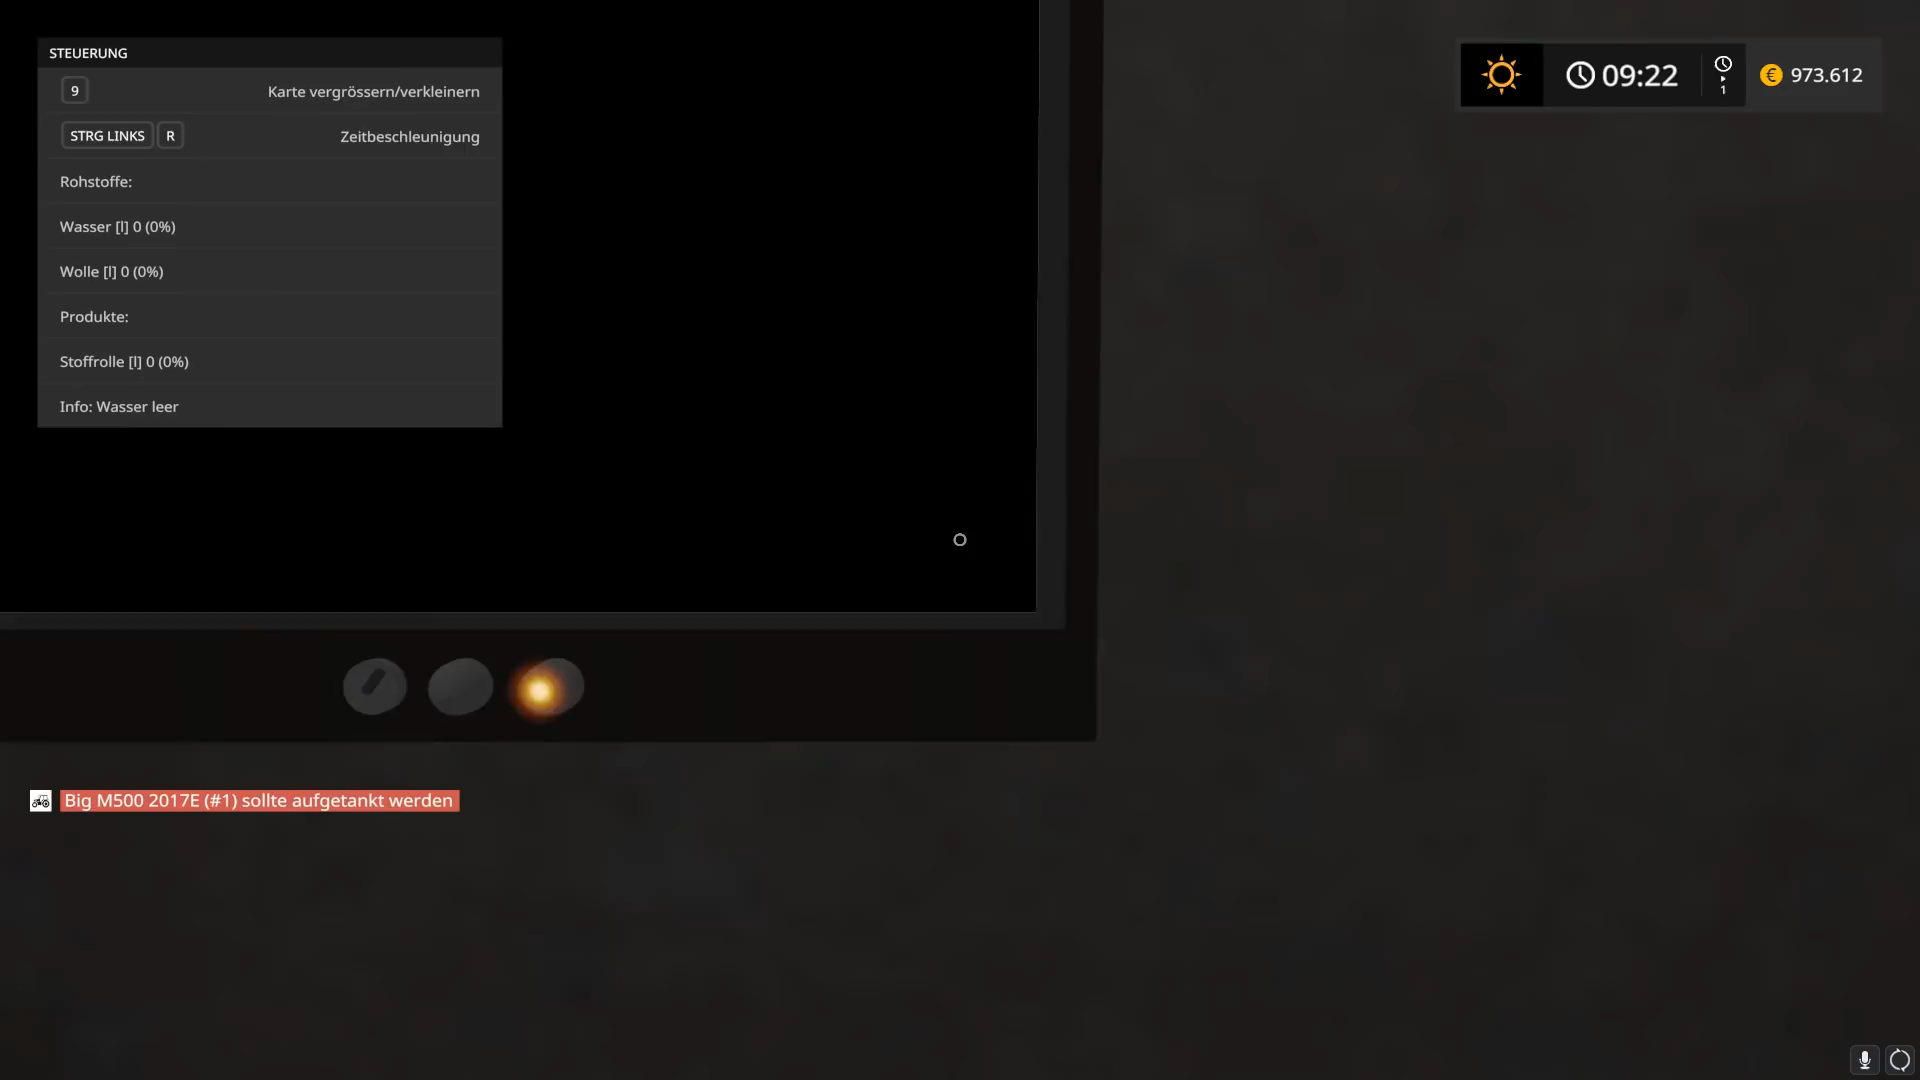 STEUERUNG
9 Karte vergrössern/verkleinern
STRG LINKS R Zeitbeschleunigung
Rohstoffe:
Wasser [l] 0 (0%)
Wolle [l] 0 (0%)
Produkte:
Stoffrolle [l] 0 (0%)
Info: Wasser leer
09:22
1
€ 973.612
Big M500 2017E (#1) sollte aufgetankt werden